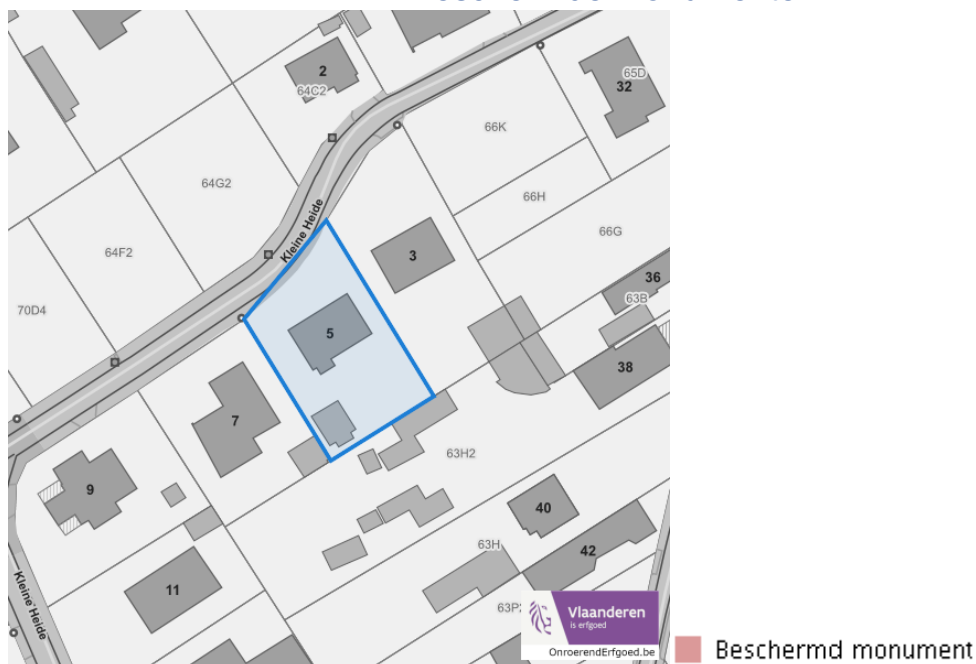 2
64C2
65D
32
66K
64G2
66H
Kleine Heide
66G
64F2
3
36
63B
70D4
5
38
7
63H2
9
40
63H
42
Kleine Heide
11
63P2
Vlaanderen
is erfgoed
OnroerendErfgoed.be
Beschermd monument